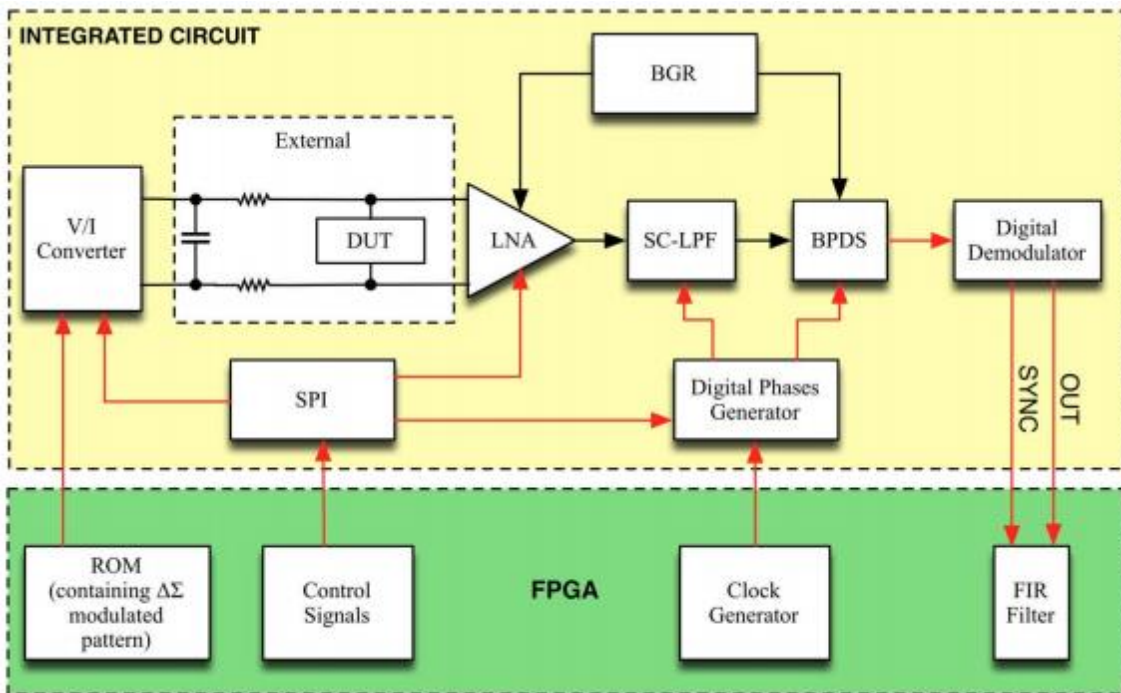 INTEGRATED CIRCUIT
BGR
External
V/I
Converter
DUT
LNA
SC-LPF
BPDS
Digital
Demodulator
SPI
Digital Phases
Generator
SYNC
OUT
ROM
(containing ΔΣ
modulated
pattern)
Control
Signals
FPGA
Clock
Generator
FIR
Filter